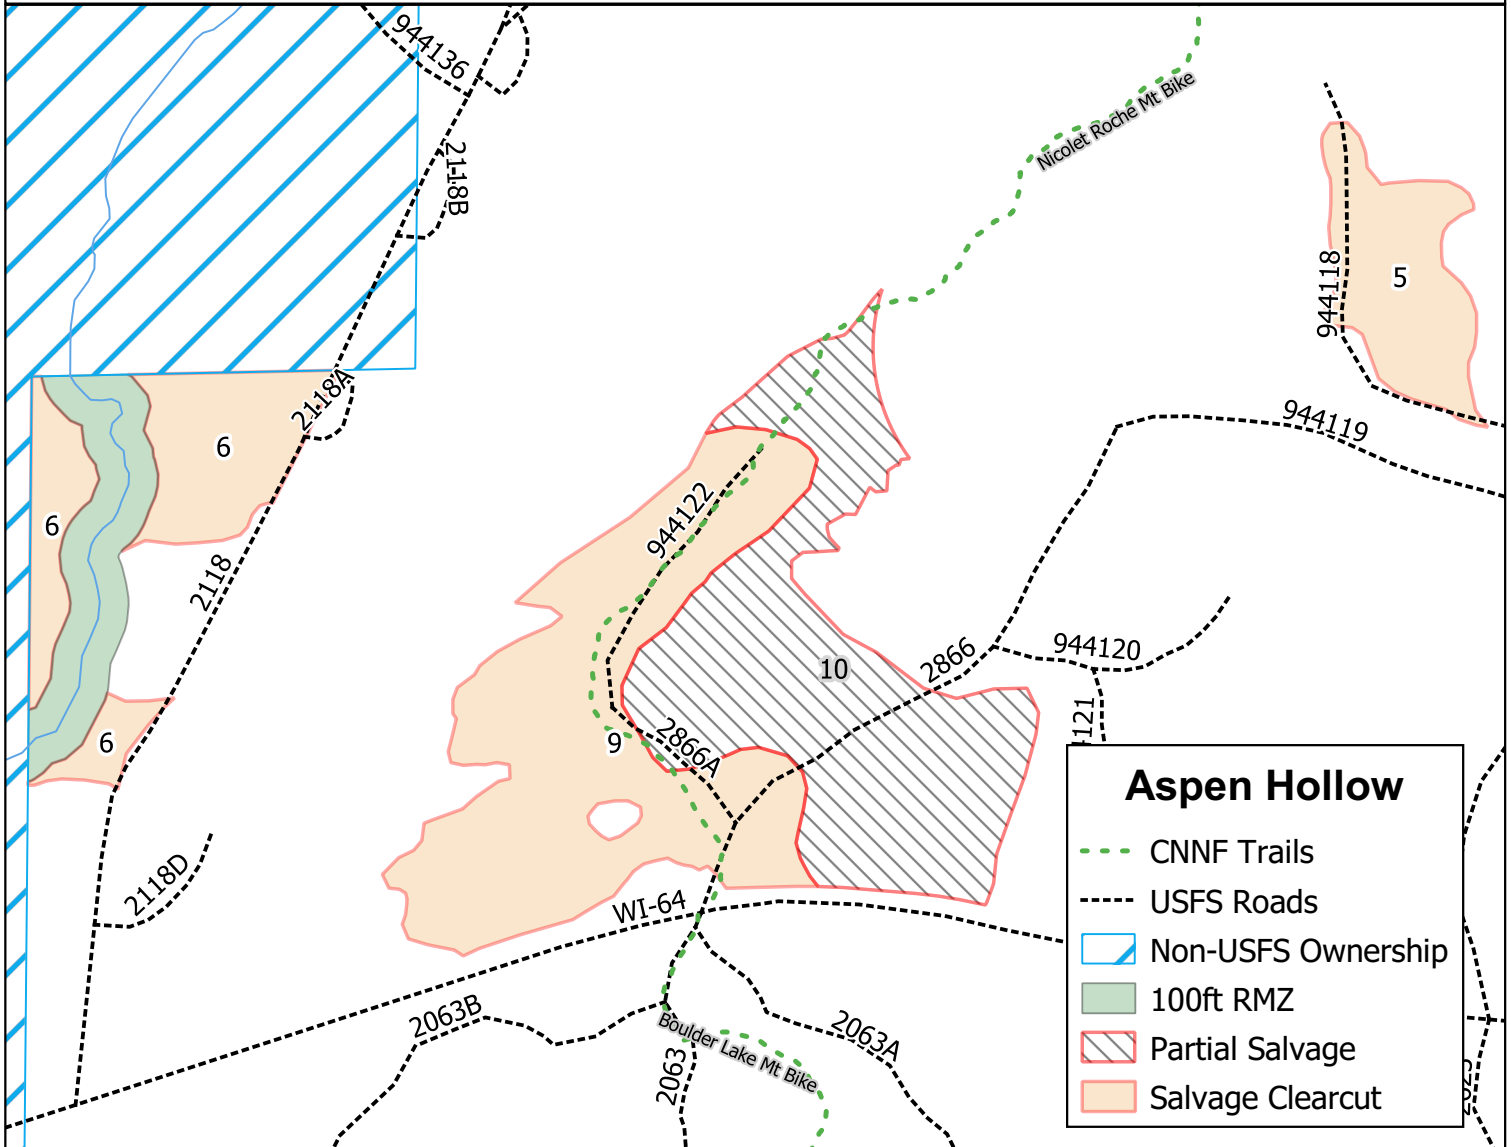 944136
Nicolet Roche Mt Bike
2118B
944118
5
2118A
944119
6
6
944122
2118
10
2866
944120
4121
9
2866A
6
Aspen Hollow
CNNF Trails
2118D
WI-64
USFS Roads
Non-USFS Ownership
100ft RMZ
2063B
Boulder Lake Mt Bike
2063A
Partial Salvage
2063
Salvage Clearcut